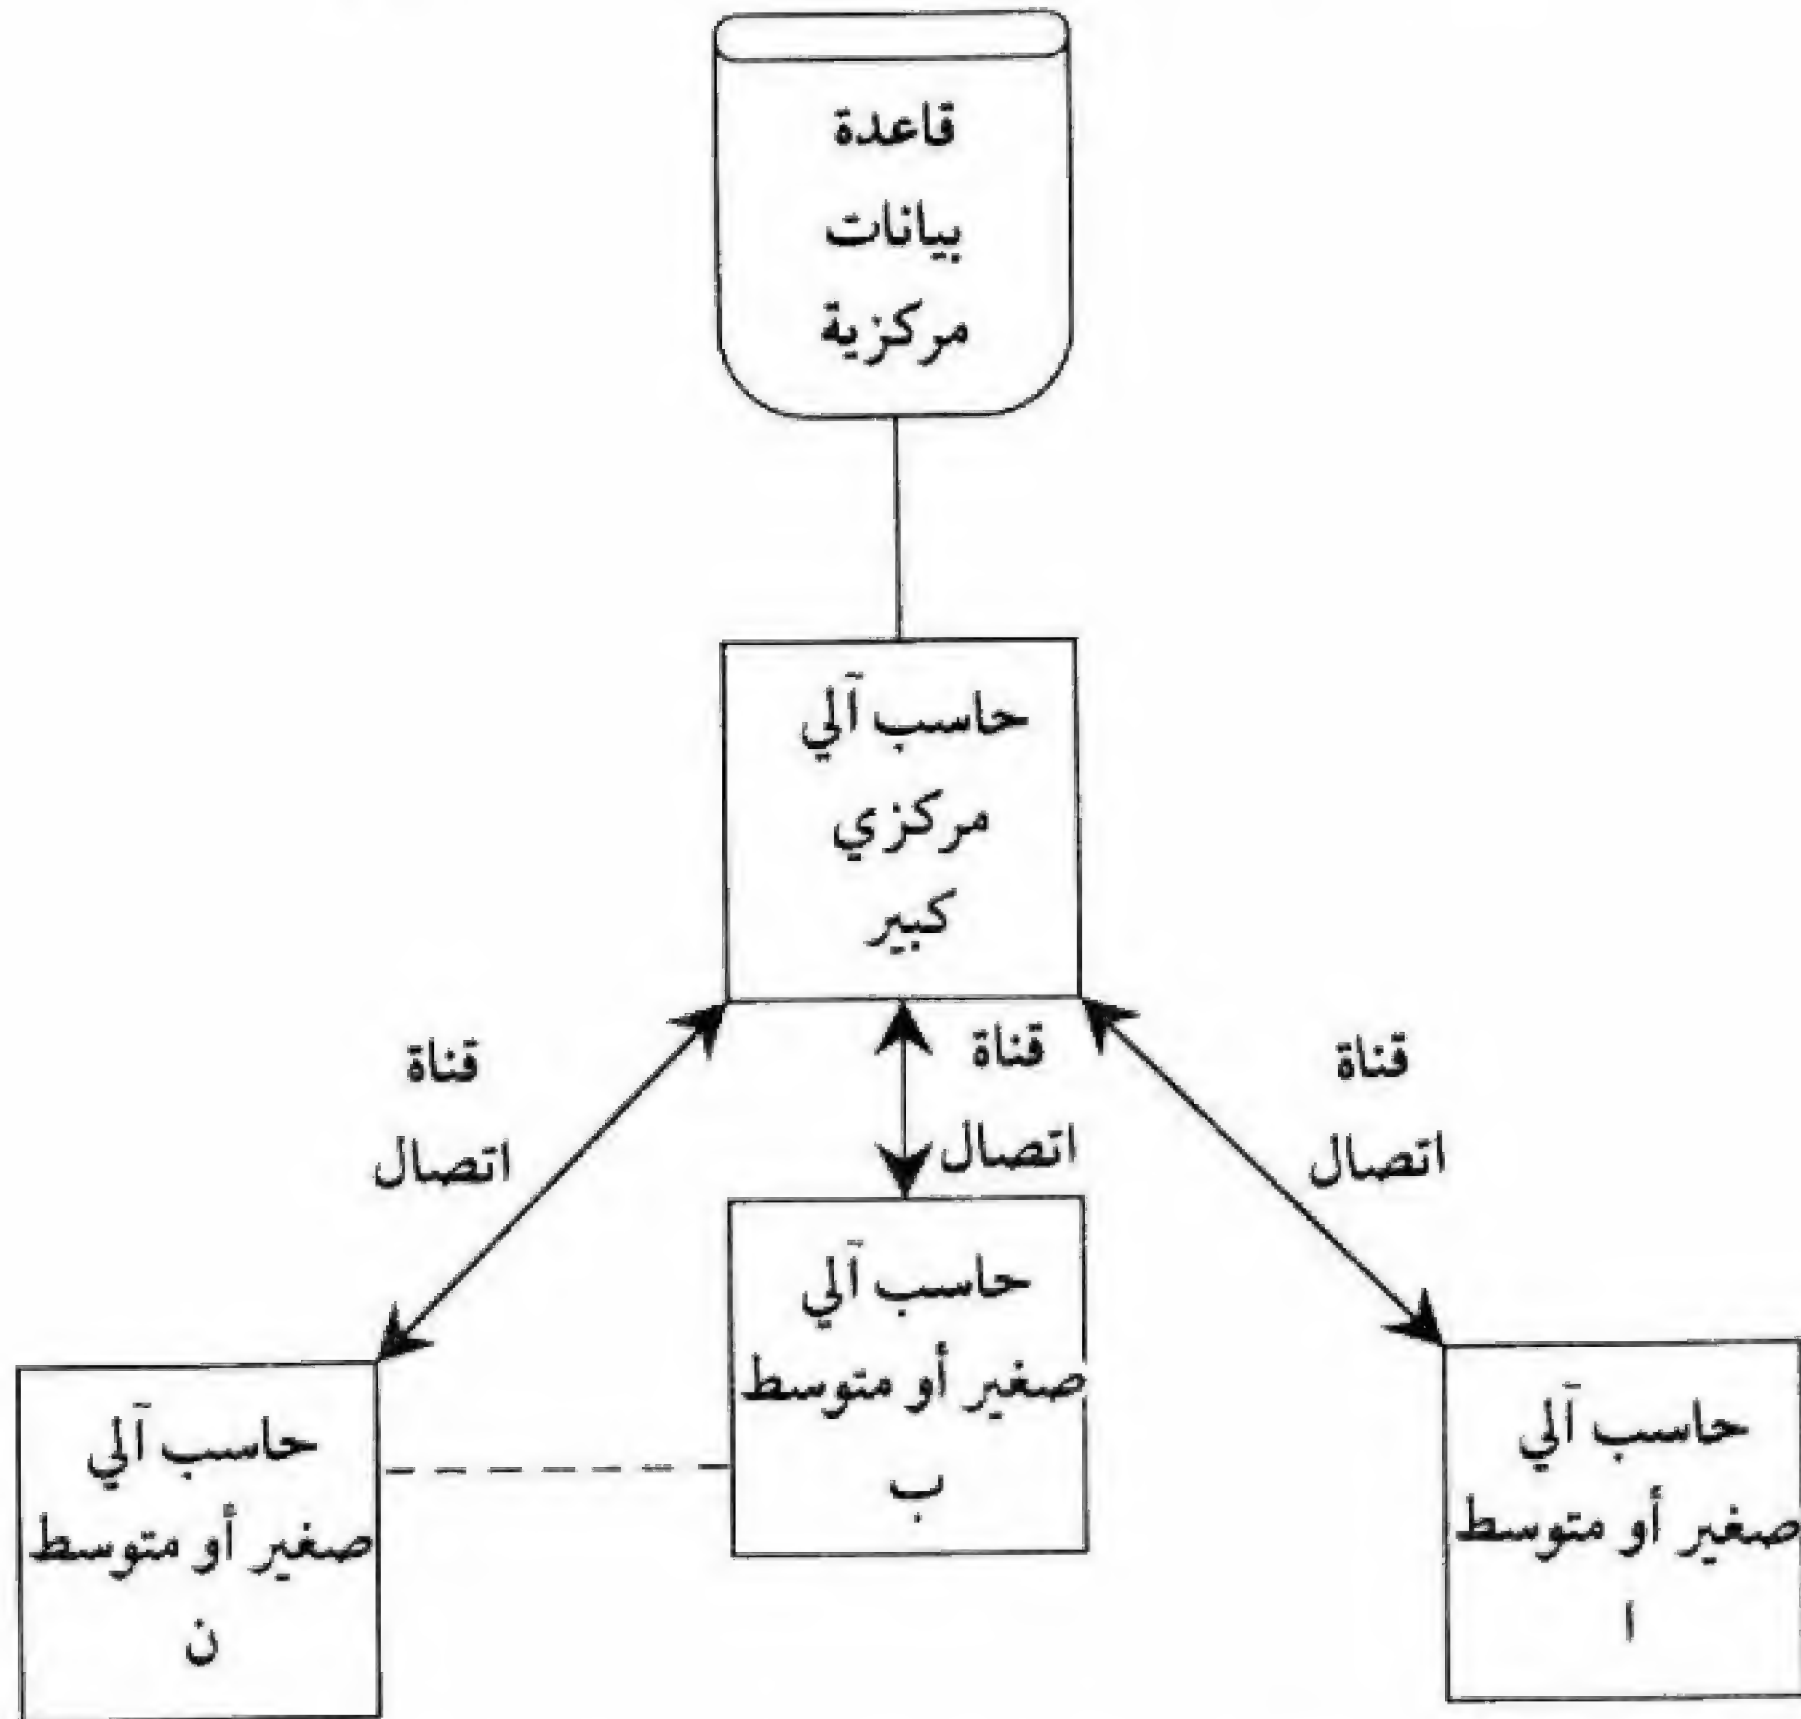 قاعدة
بيانات
مركزية
حاسب آلي
مركزي
كبير
قناة
اتصال
قناة
اتصال
قناة
اتصال
حاسب آلي
صغير أو متوسط
ا
حاسب آلي
صغير أو متوسط
ب
حاسب آلي
صغير أو متوسط
ن